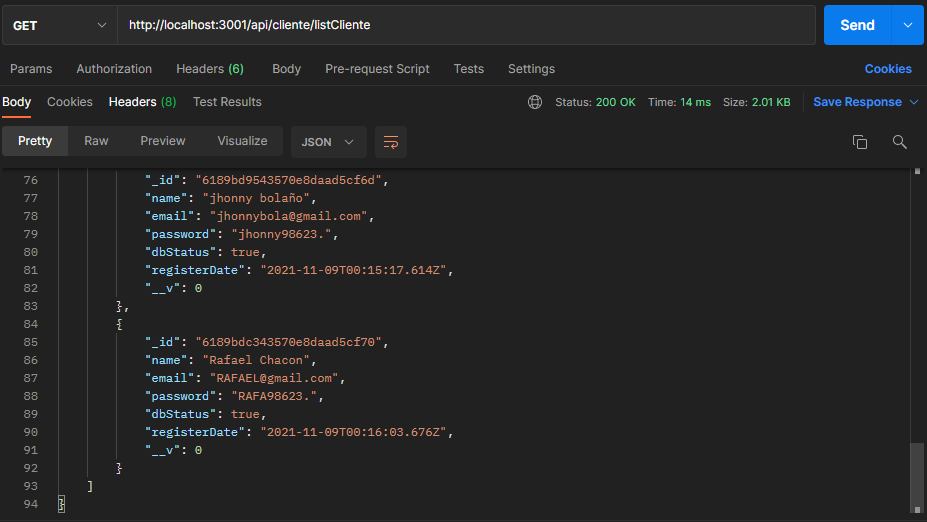 GET http://localhost:3001/api/cliente/listCliente Send
Params Authorization Headers (6) Body Pre-request Script Tests Settings Cookies
Body Cookies Headers (8) Test Results Status: 200 OK Time: 14 ms Size: 2.01 KB Save Response
Pretty Raw Preview Visualize JSON
76 "_id": "6189bd9543570e8daad5cf6d",
77 "name": "jhonny bolaño",
78 "email": "jhonnybola@gmail.com",
79 "password": "jhonny98623.",
80 "dbStatus": true,
81 "registerDate": "2021-11-09T00:15:17.614Z",
82 "__v": 0
83 },
84 {
85 "_id": "6189bdc343570e8daad5cf70",
86 "name": "Rafael Chacon",
87 "email": "RAFAEL@gmail.com",
88 "password": "RAFA98623.",
89 "dbStatus": true,
90 "registerDate": "2021-11-09T00:16:03.676Z",
91 "__v": 0
92 }
93 ]
94 }